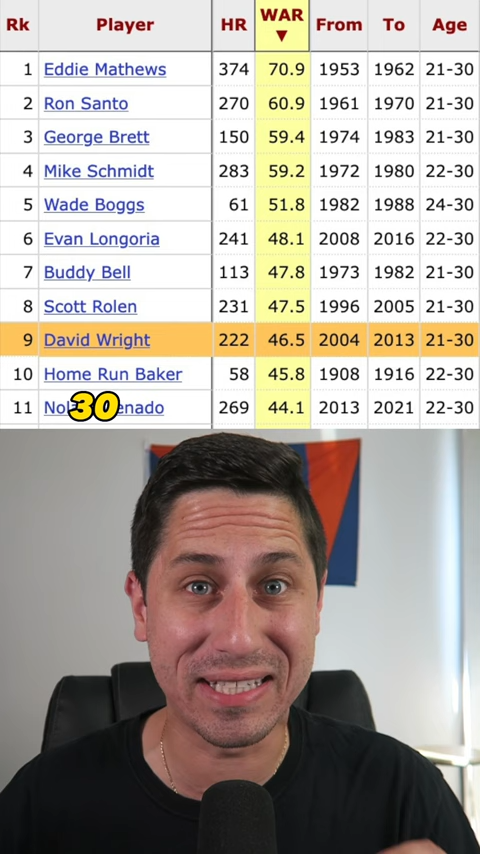 Rk Player HR WAR From To Age
▼
1 Eddie Mathews 374 70.9 1953 1962 21-30
2 Ron Santo 270 60.9 1961 1970 21-30
3 George Brett 150 59.4 1974 1983 21-30
4 Mike Schmidt 283 59.2 1972 1980 22-30
5 Wade Boggs 61 51.8 1982 1988 24-30
6 Evan Longoria 241 48.1 2008 2016 22-30
7 Buddy Bell 113 47.8 1973 1982 21-30
8 Scott Rolen 231 47.5 1996 2005 21-30
9 David Wright 222 46.5 2004 2013 21-30
10 Home Run Baker 58 45.8 1908 1916 22-30
11 269 44.1 2013 2021 22-30
30